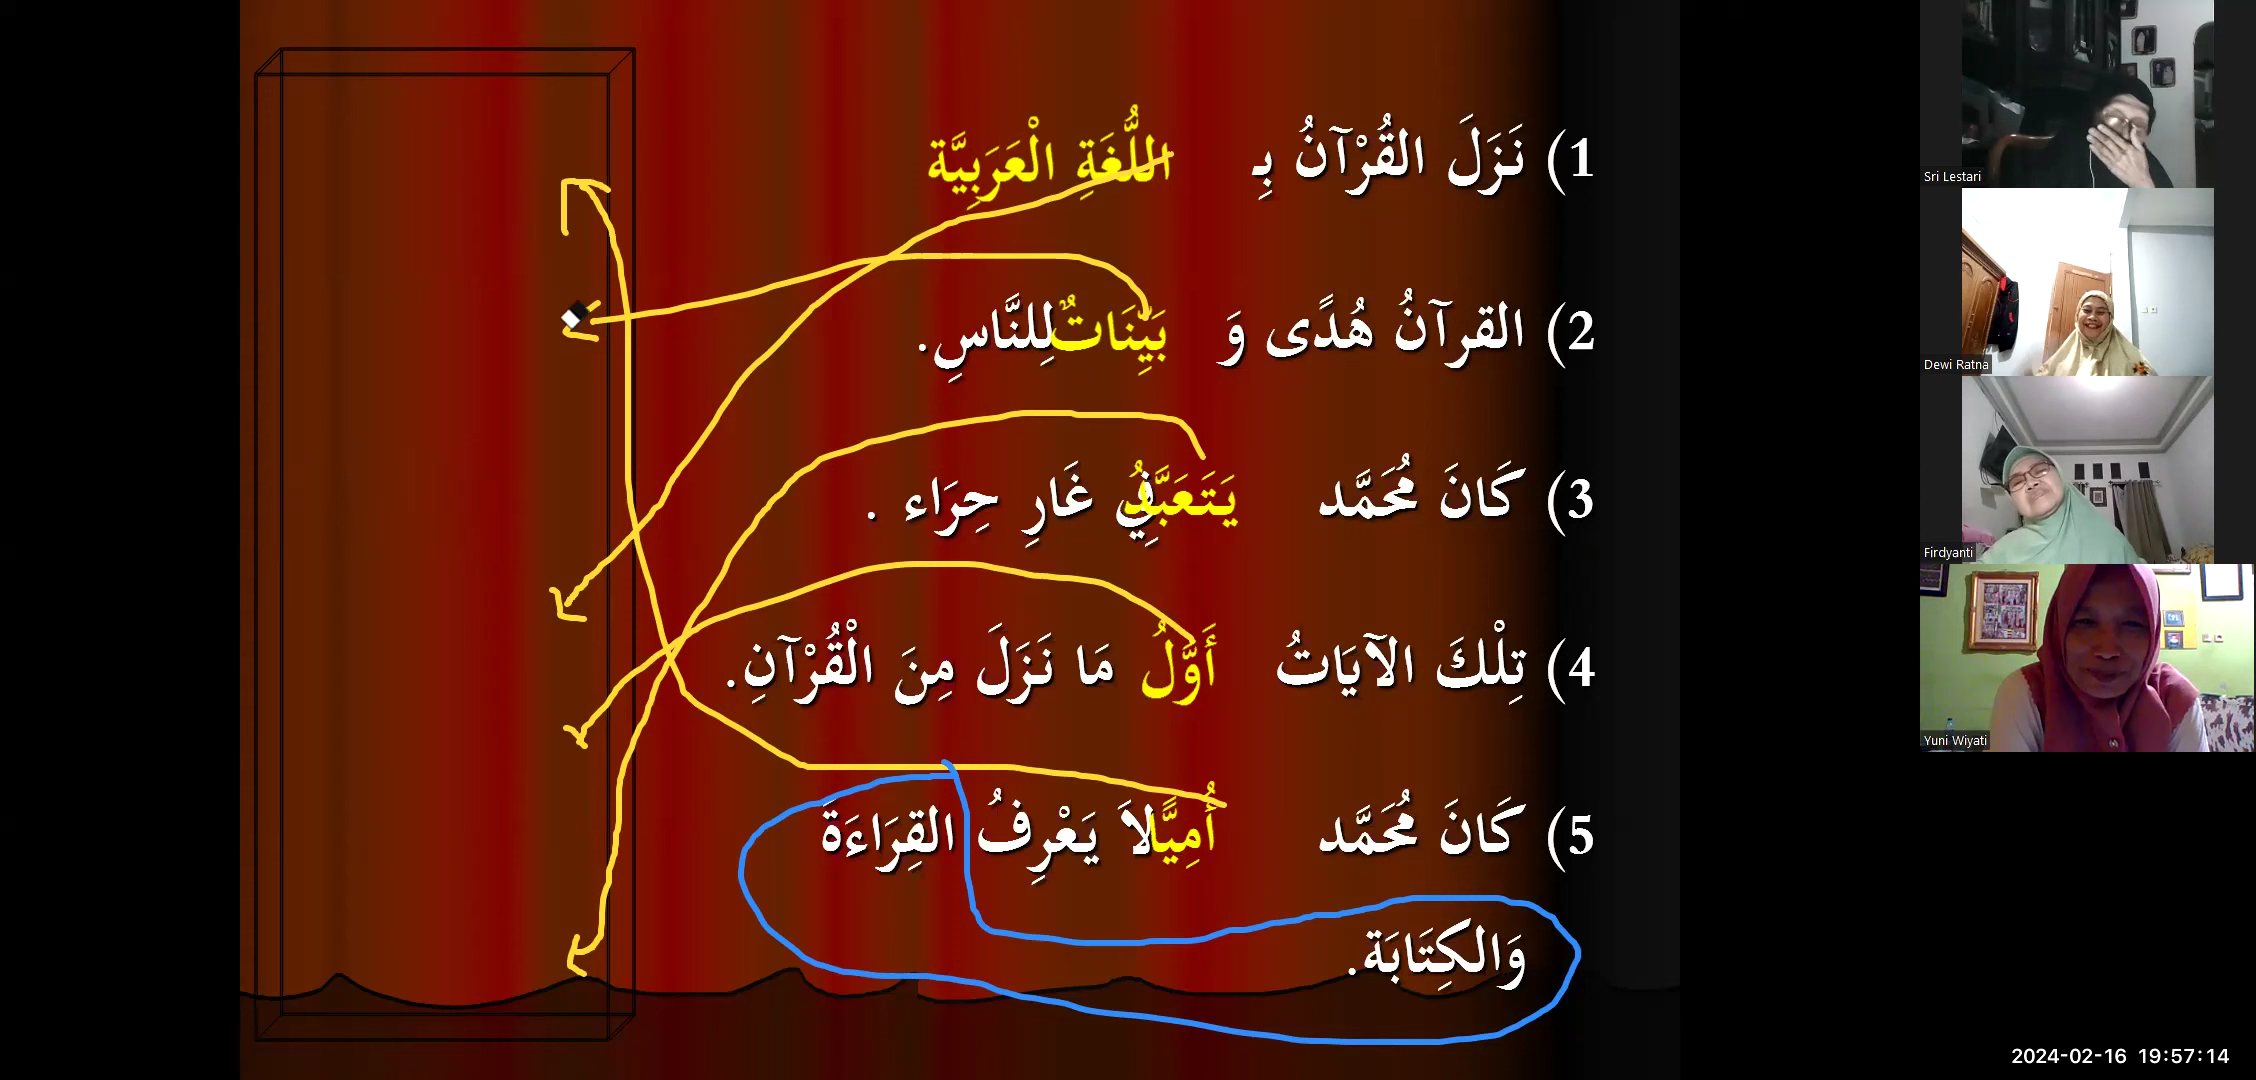 1) نَزَلَ القُرْآنُ بِـ اللُّغَةِ الْعَرَبِيَّة
2) القرآنُ هُدًى وَ بَيِّنَاتٌ لِلنَّاسِ.
3) كَانَ مُحَمَّد يَتَعَبَّدُ فِي غَارِ حِرَاء .
4) تِلْكَ الآيَاتُ أَوَّلُ مَا نَزَلَ مِنَ الْقُرْآنِ.
5) كَانَ مُحَمَّد أُمِيًّا لاَ يَعْرِفُ القِرَاءَةَ
وَالكِتَابَة.
Sri Lestari
Dewi Ratna
Firdyanti
Yuni Wiyati
2024-02-16 19:57:14